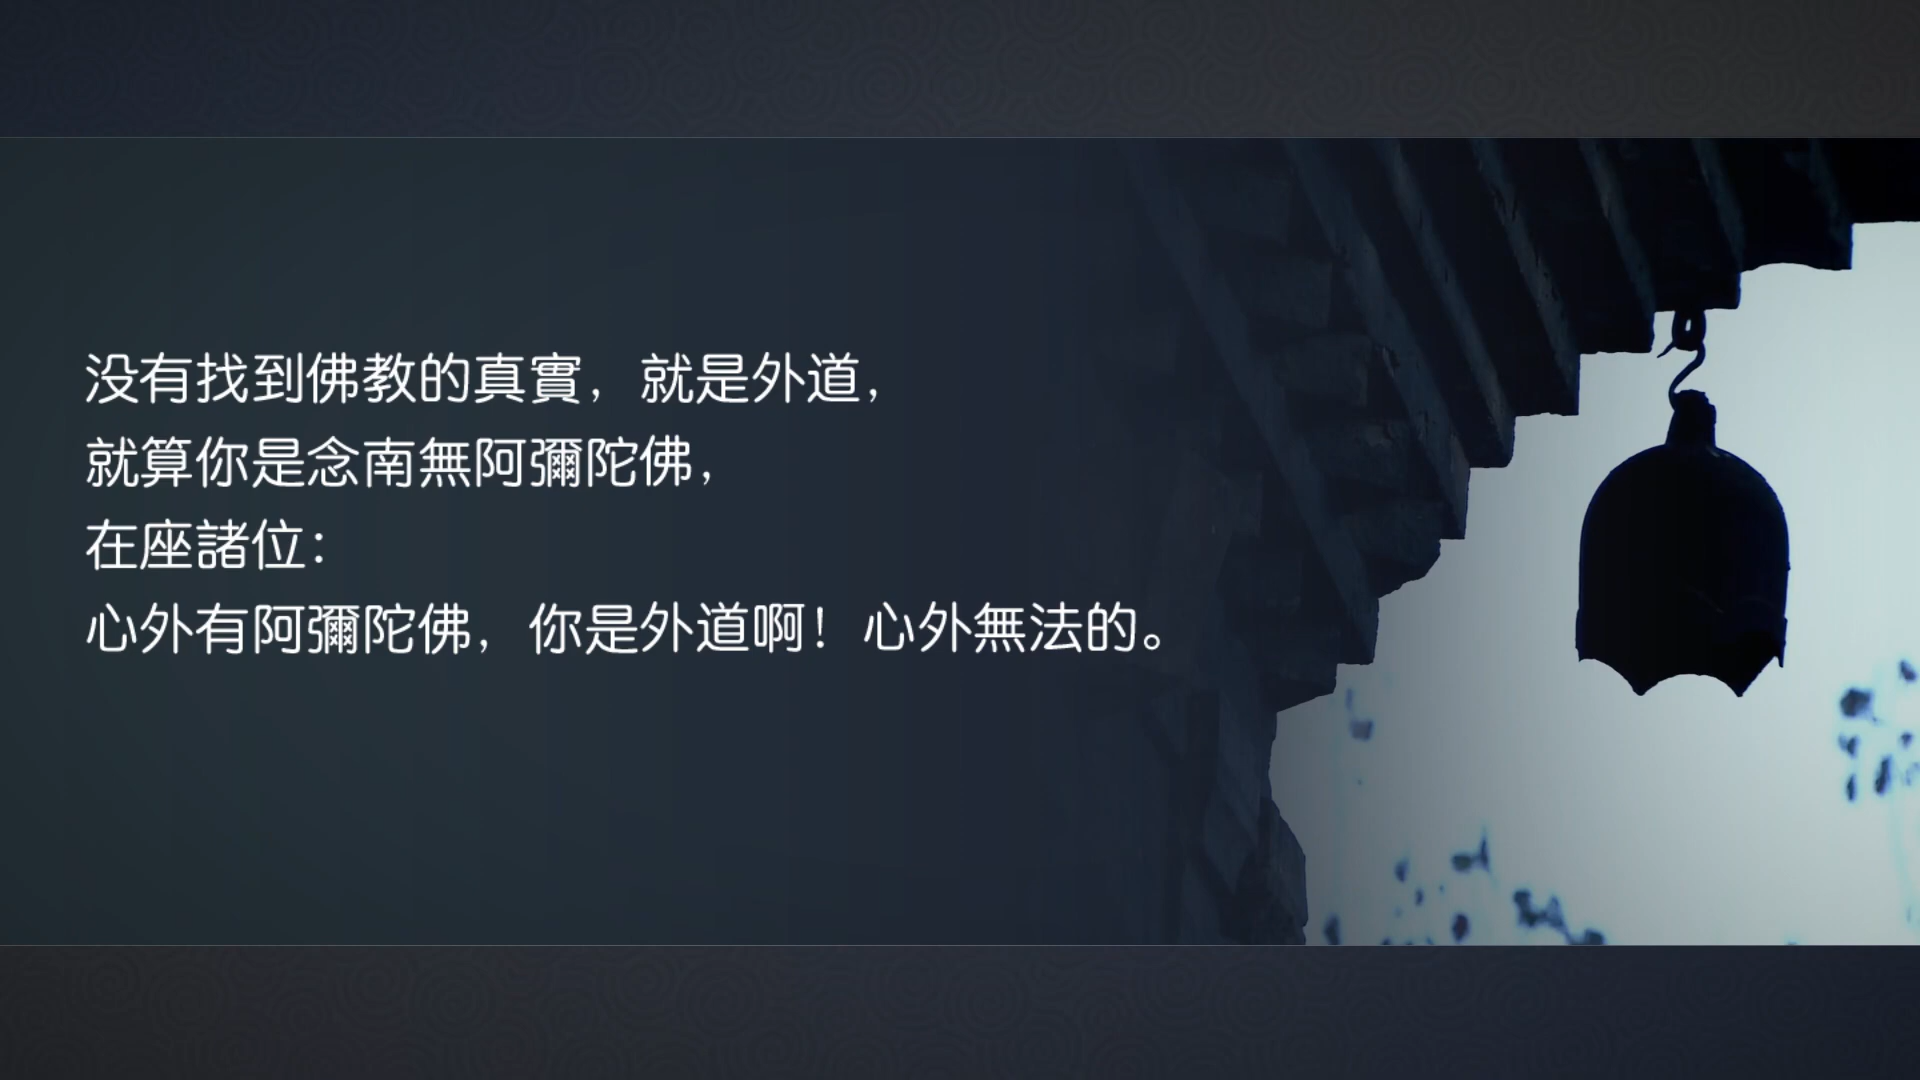 没有找到佛教的真實，就是外道，
就算你是念南無阿彌陀佛，
在座諸位：
心外有阿彌陀佛，你是外道啊！心外無法的。